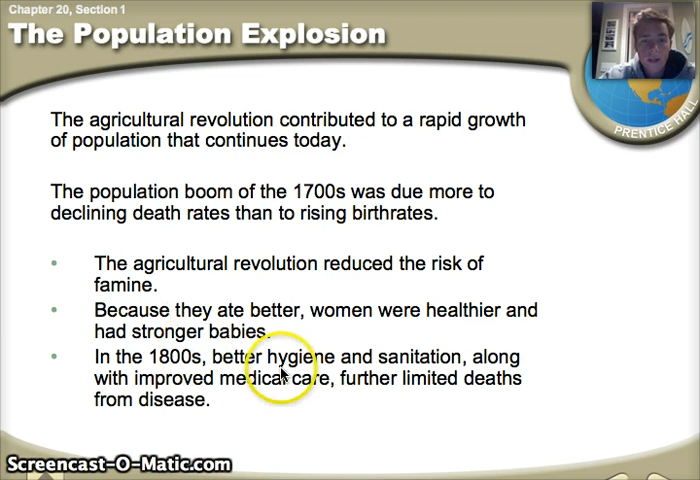 Chapter 20, Section 1
The Population Explosion
PRENTICE HALL
The agricultural revolution contributed to a rapid growth
of population that continues today.
The population boom of the 1700s was due more to
declining death rates than to rising birthrates.
• The agricultural revolution reduced the risk of
famine.
• Because they ate better, women were healthier and
had stronger babies.
• In the 1800s, better hygiene and sanitation, along
with improved medical care, further limited deaths
from disease.
Screencast-O-Matic.com